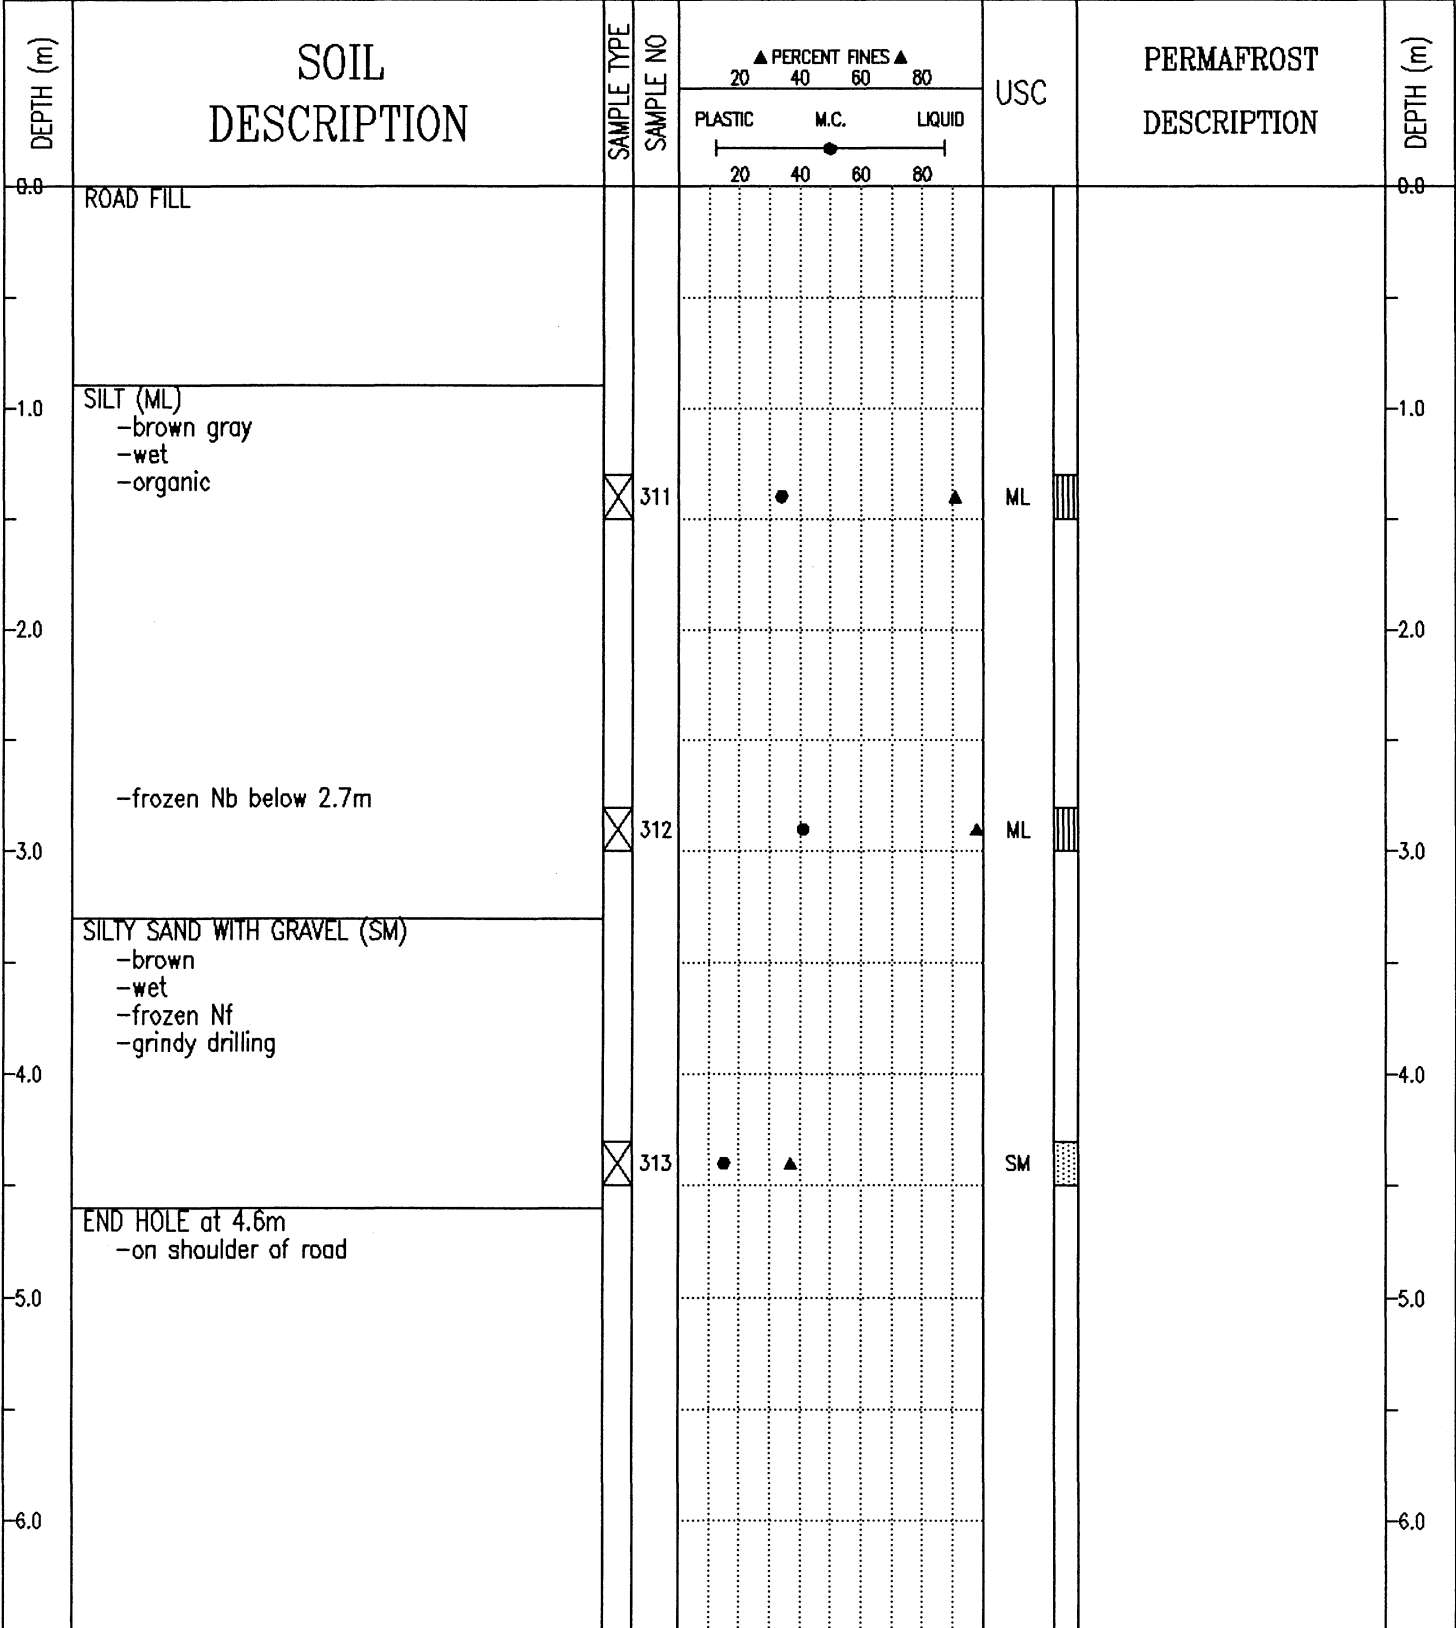 DEPTH (m)
SOIL
DESCRIPTION
SAMPLE TYPE
SAMPLE NO
▲ PERCENT FINES ▲
20 40 60 80
PLASTIC M.C. LIQUID
20 40 60 80
USC
PERMAFROST
DESCRIPTION
DEPTH (m)
0.0 0.0
ROAD FILL
SILT (ML)
1.0 1.0
-brown gray
-wet
-organic
311 ML
2.0 2.0
-frozen Nb below 2.7m
312 ML
3.0 3.0
SILTY SAND WITH GRAVEL (SM)
-brown
-wet
-frozen Nf
-grindy drilling
4.0 4.0
313 SM
END HOLE at 4.6m
-on shoulder of road
5.0 5.0
6.0 6.0